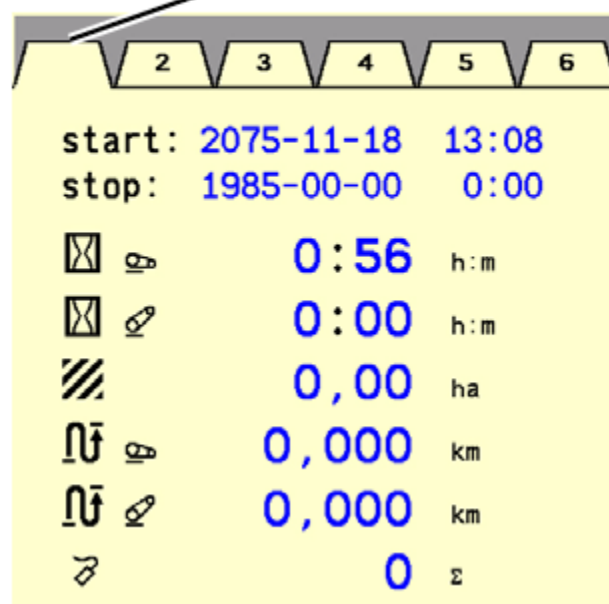 2 3 4 5 6
start: 2075-11-18 13:08
stop: 1985-00-00 0:00
0:56 h:m
0:00 h:m
0,00 ha
0,000 km
0,000 km
0 Σ